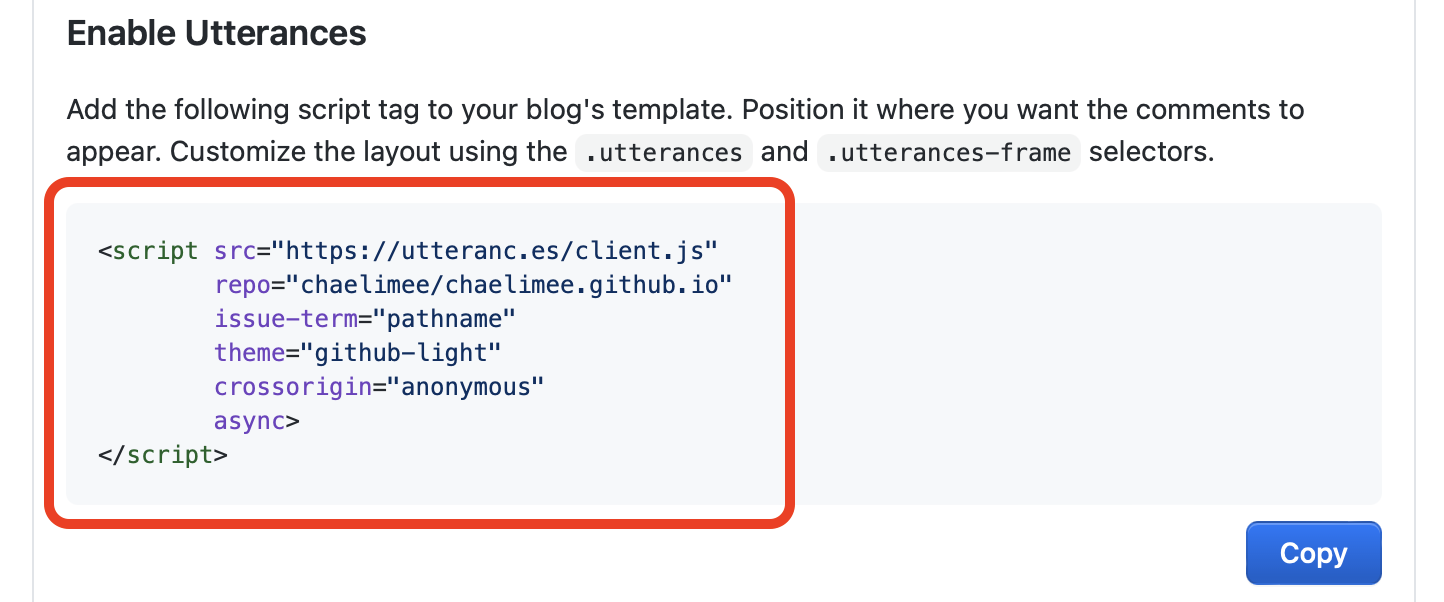 Enable Utterances
Add the following script tag to your blog's template. Position it where you want the comments to
appear. Customize the layout using the .utterances and .utterances-frame selectors.
<script src="https://utteranc.es/client.js"
        repo="chaelimee/chaelimee.github.io"
        issue-term="pathname"
        theme="github-light"
        crossorigin="anonymous"
        async>
</script>
Copy